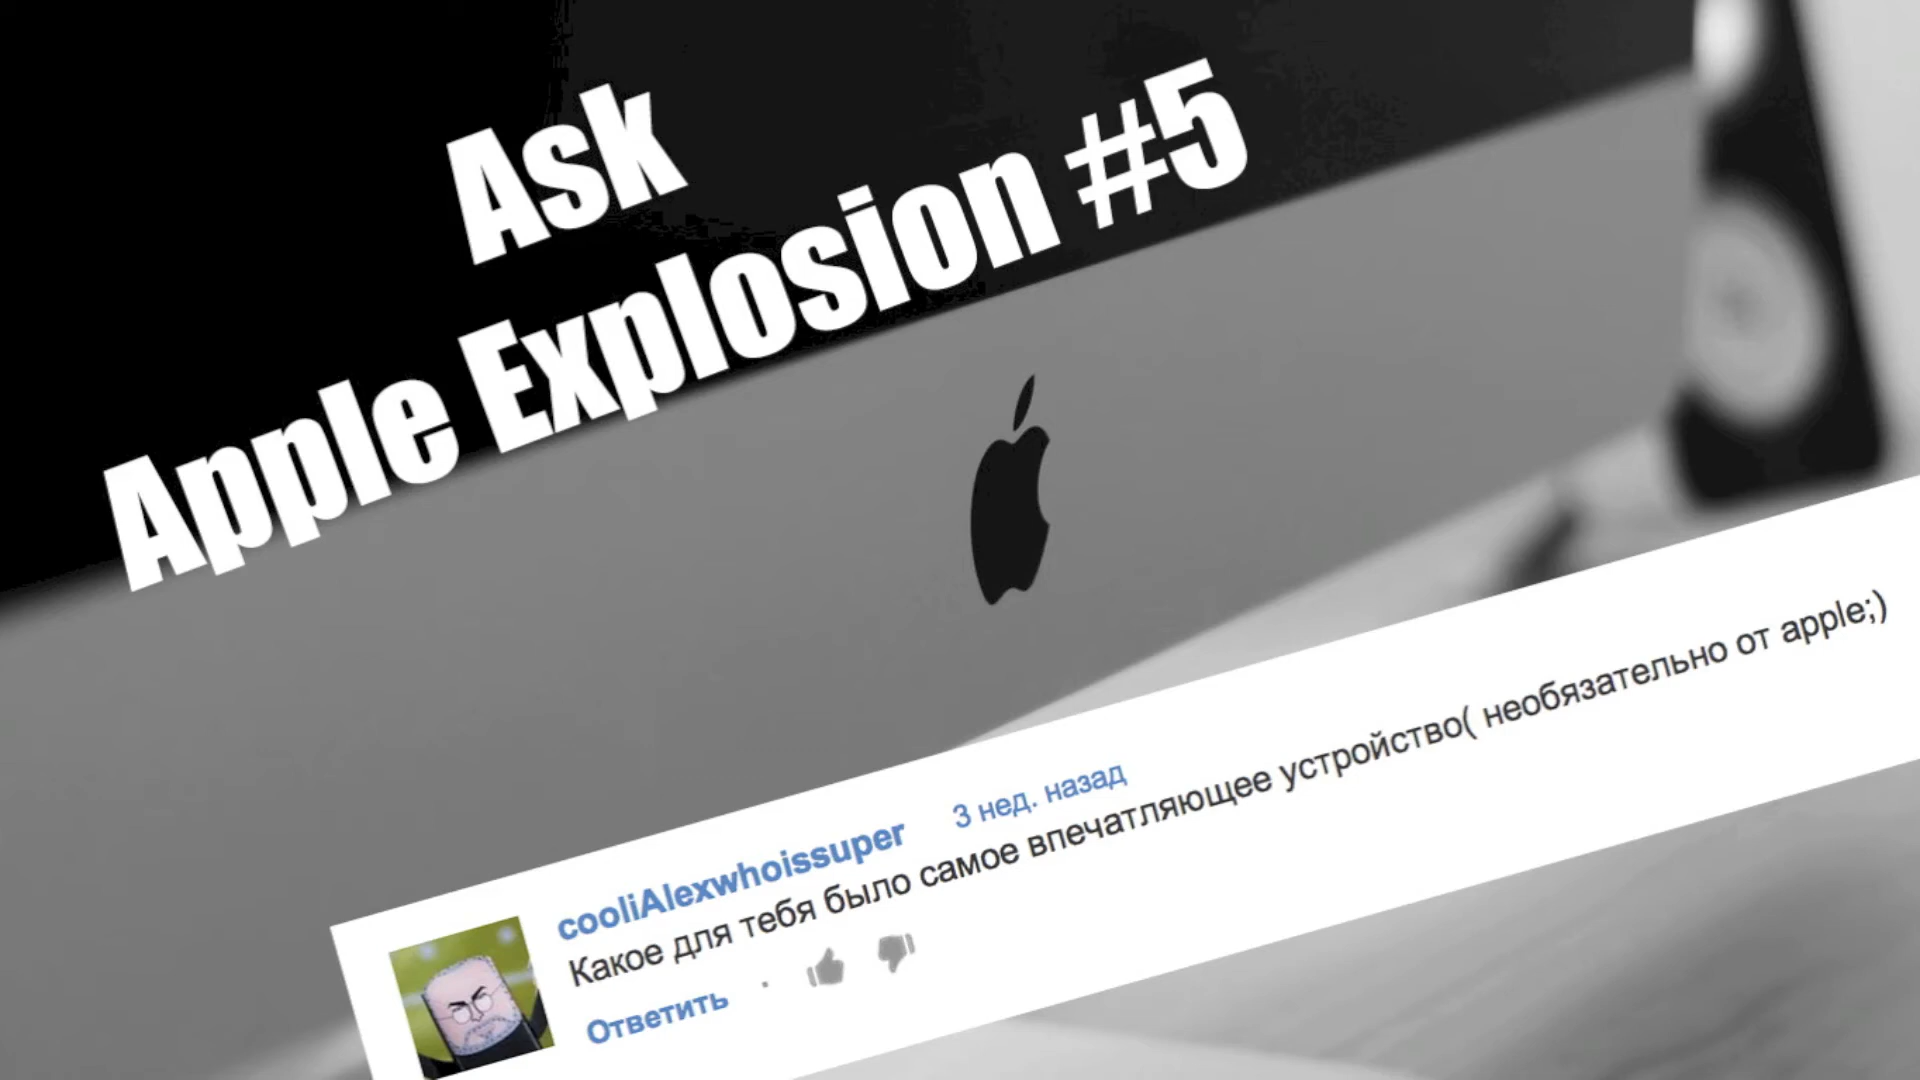 Ask
Apple Explosion #5
cooliAlexwhoissuper 3 нед. назад
Какое для тебя было самое впечатляющее устройство( необязательно от apple;)
Ответить ·